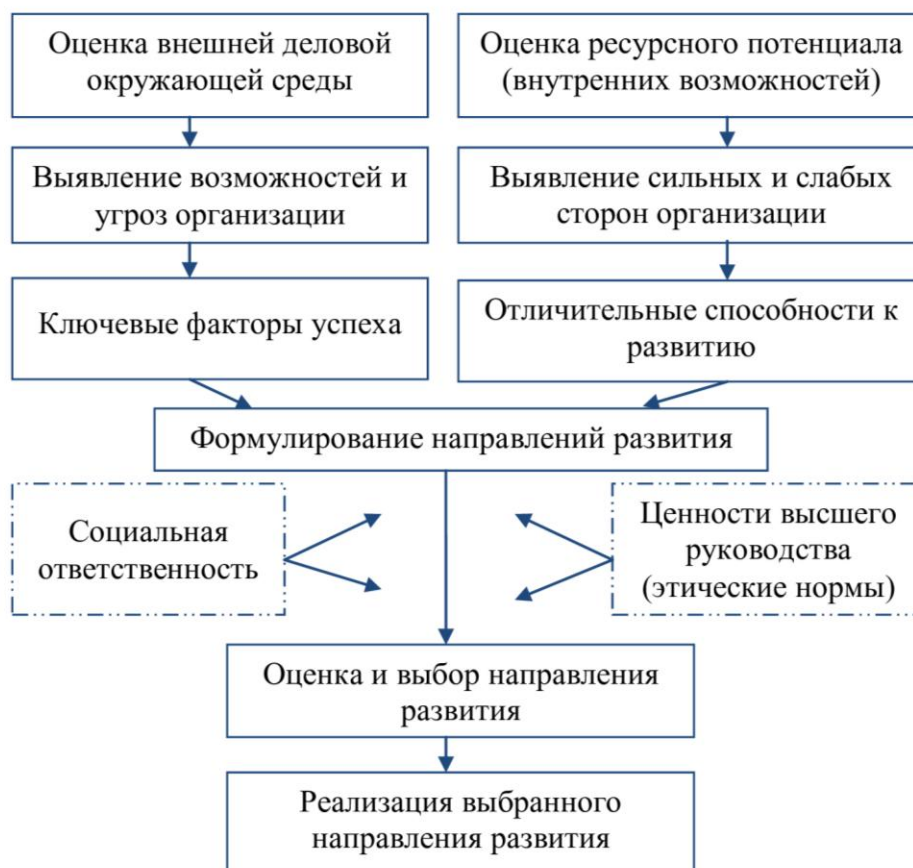 Оценка внешней деловой
окружающей среды
Оценка ресурсного потенциала
(внутренних возможностей)
Выявление возможностей и
угроз организации
Выявление сильных и слабых
сторон организации
Ключевые факторы успеха
Отличительные способности к
развитию
Формулирование направлений развития
Социальная
ответственность
Ценности высшего
руководства
(этические нормы)
Оценка и выбор направления
развития
Реализация выбранного
направления развития